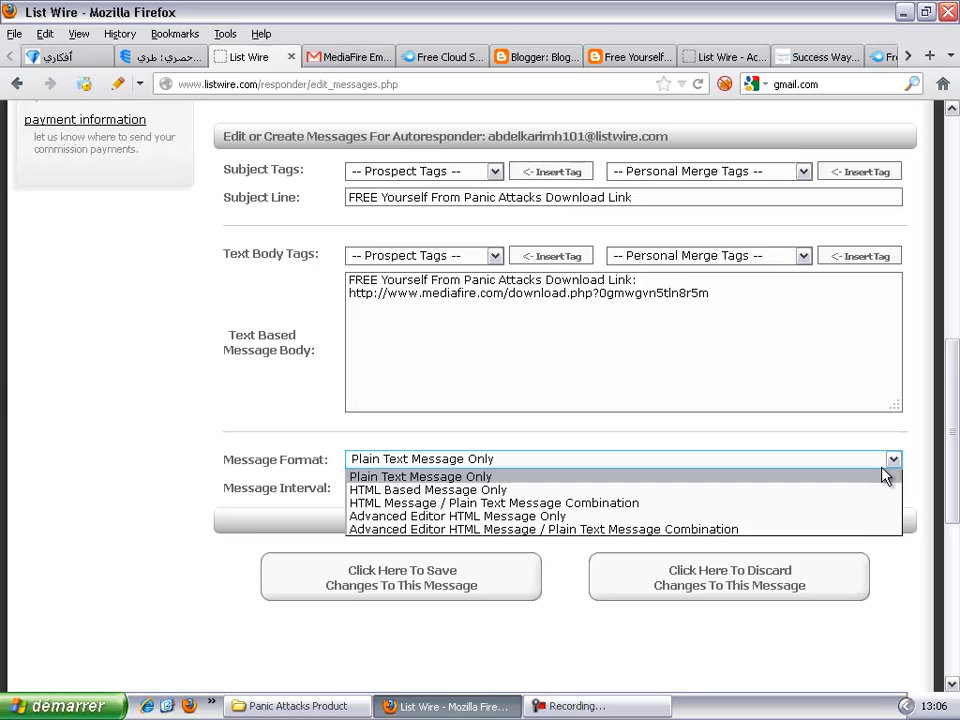 List Wire - Mozilla Firefox
File Edit View History Bookmarks Tools Help
أفكاري
حصري: طري...
List Wire
MediaFire Em...
Free Cloud S...
Blogger: Blog...
Free Yourself...
List Wire - Ac...
Success Way...
Fre
www.listwire.com/responder/edit_messages.php
gmail.com
payment information
let us know where to send your
commission payments.
Edit or Create Messages For Autoresponder: abdelkarimh101@listwire.com
Subject Tags: -- Prospect Tags -- <- Insert Tag -- Personal Merge Tags -- <- Insert Tag
Subject Line: FREE Yourself From Panic Attacks Download Link
Text Body Tags: -- Prospect Tags -- <- Insert Tag -- Personal Merge Tags -- <- Insert Tag
Text Based
Message Body:
FREE Yourself From Panic Attacks Download Link:
http://www.mediafire.com/download.php?0gmwgvn5tln8r5m
Message Format: Plain Text Message Only
Plain Text Message Only
Message Interval:
HTML Based Message Only
HTML Message / Plain Text Message Combination
Advanced Editor HTML Message Only
Advanced Editor HTML Message / Plain Text Message Combination
Click Here To Save
Changes To This Message
Click Here To Discard
Changes To This Message
démarrer
Panic Attacks Product
List Wire - Mozilla Fire...
Recording...
13:06